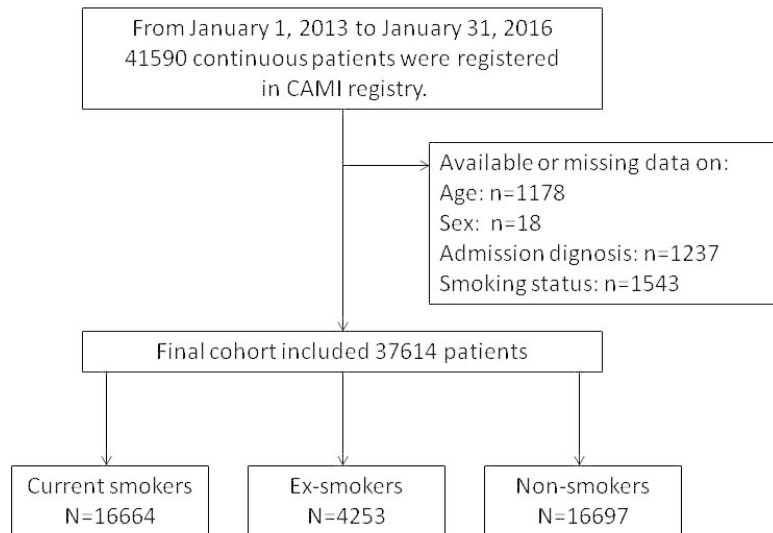 From January 1, 2013 to January 31, 2016
41590 continuous patients were registered
in CAMI registry.
Available or missing data on:
Age: n=1178
Sex: n=18
Admission dignosis: n=1237
Smoking status: n=1543
Final cohort included 37614 patients
Current smokers
N=16664
Ex-smokers
N=4253
Non-smokers
N=16697